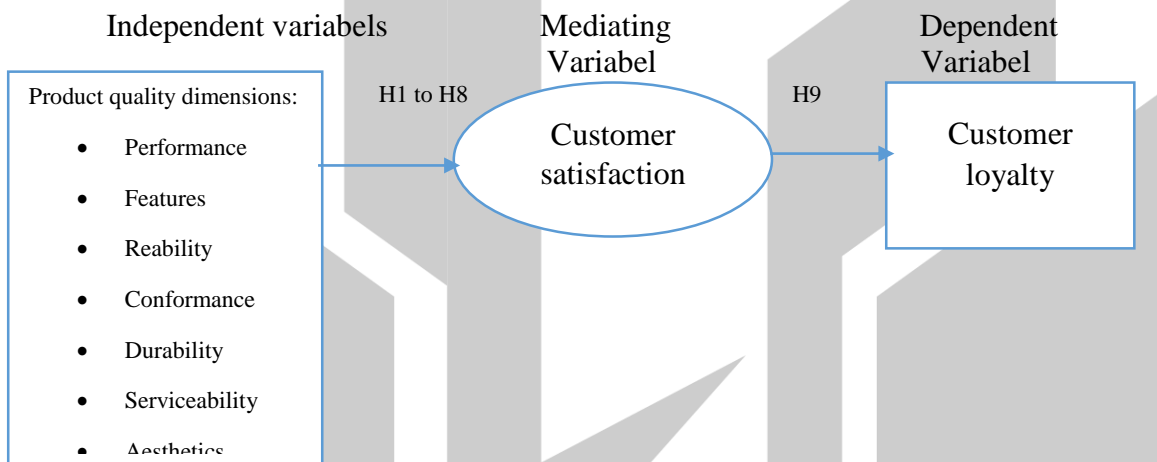 Independent variabels
Mediating
Variabel
Dependent
Variabel
Product quality dimensions:
• Performance
• Features
• Reability
• Conformance
• Durability
• Serviceability
• Aesthetics
H1 to H8
Customer
satisfaction
H9
Customer
loyalty